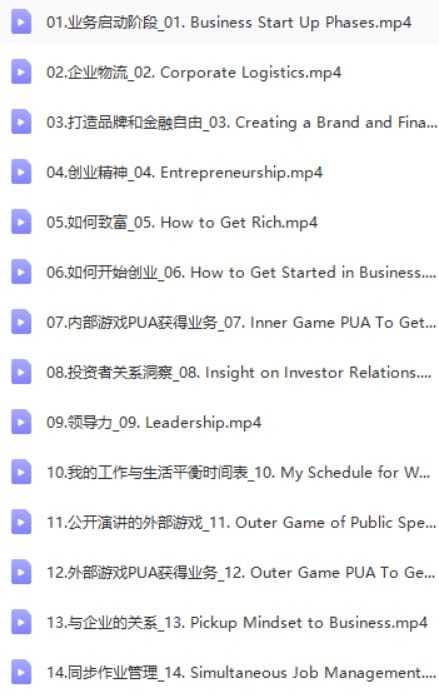 01.业务启动阶段_01. Business Start Up Phases.mp4
02.企业物流_02. Corporate Logistics.mp4
03.打造品牌和金融自由_03. Creating a Brand and Fina...
04.创业精神_04. Entrepreneurship.mp4
05.如何致富_05. How to Get Rich.mp4
06.如何开始创业_06. How to Get Started in Business....
07.内部游戏PUA获得业务_07. Inner Game PUA To Get...
08.投资者关系洞察_08. Insight on Investor Relations....
09.领导力_09. Leadership.mp4
10.我的工作与生活平衡时间表_10. My Schedule for W...
11.公开演讲的外部游戏_11. Outer Game of Public Spe...
12.外部游戏PUA获得业务_12. Outer Game PUA To Ge...
13.与企业的关系_13. Pickup Mindset to Business.mp4
14.同步作业管理_14. Simultaneous Job Management....